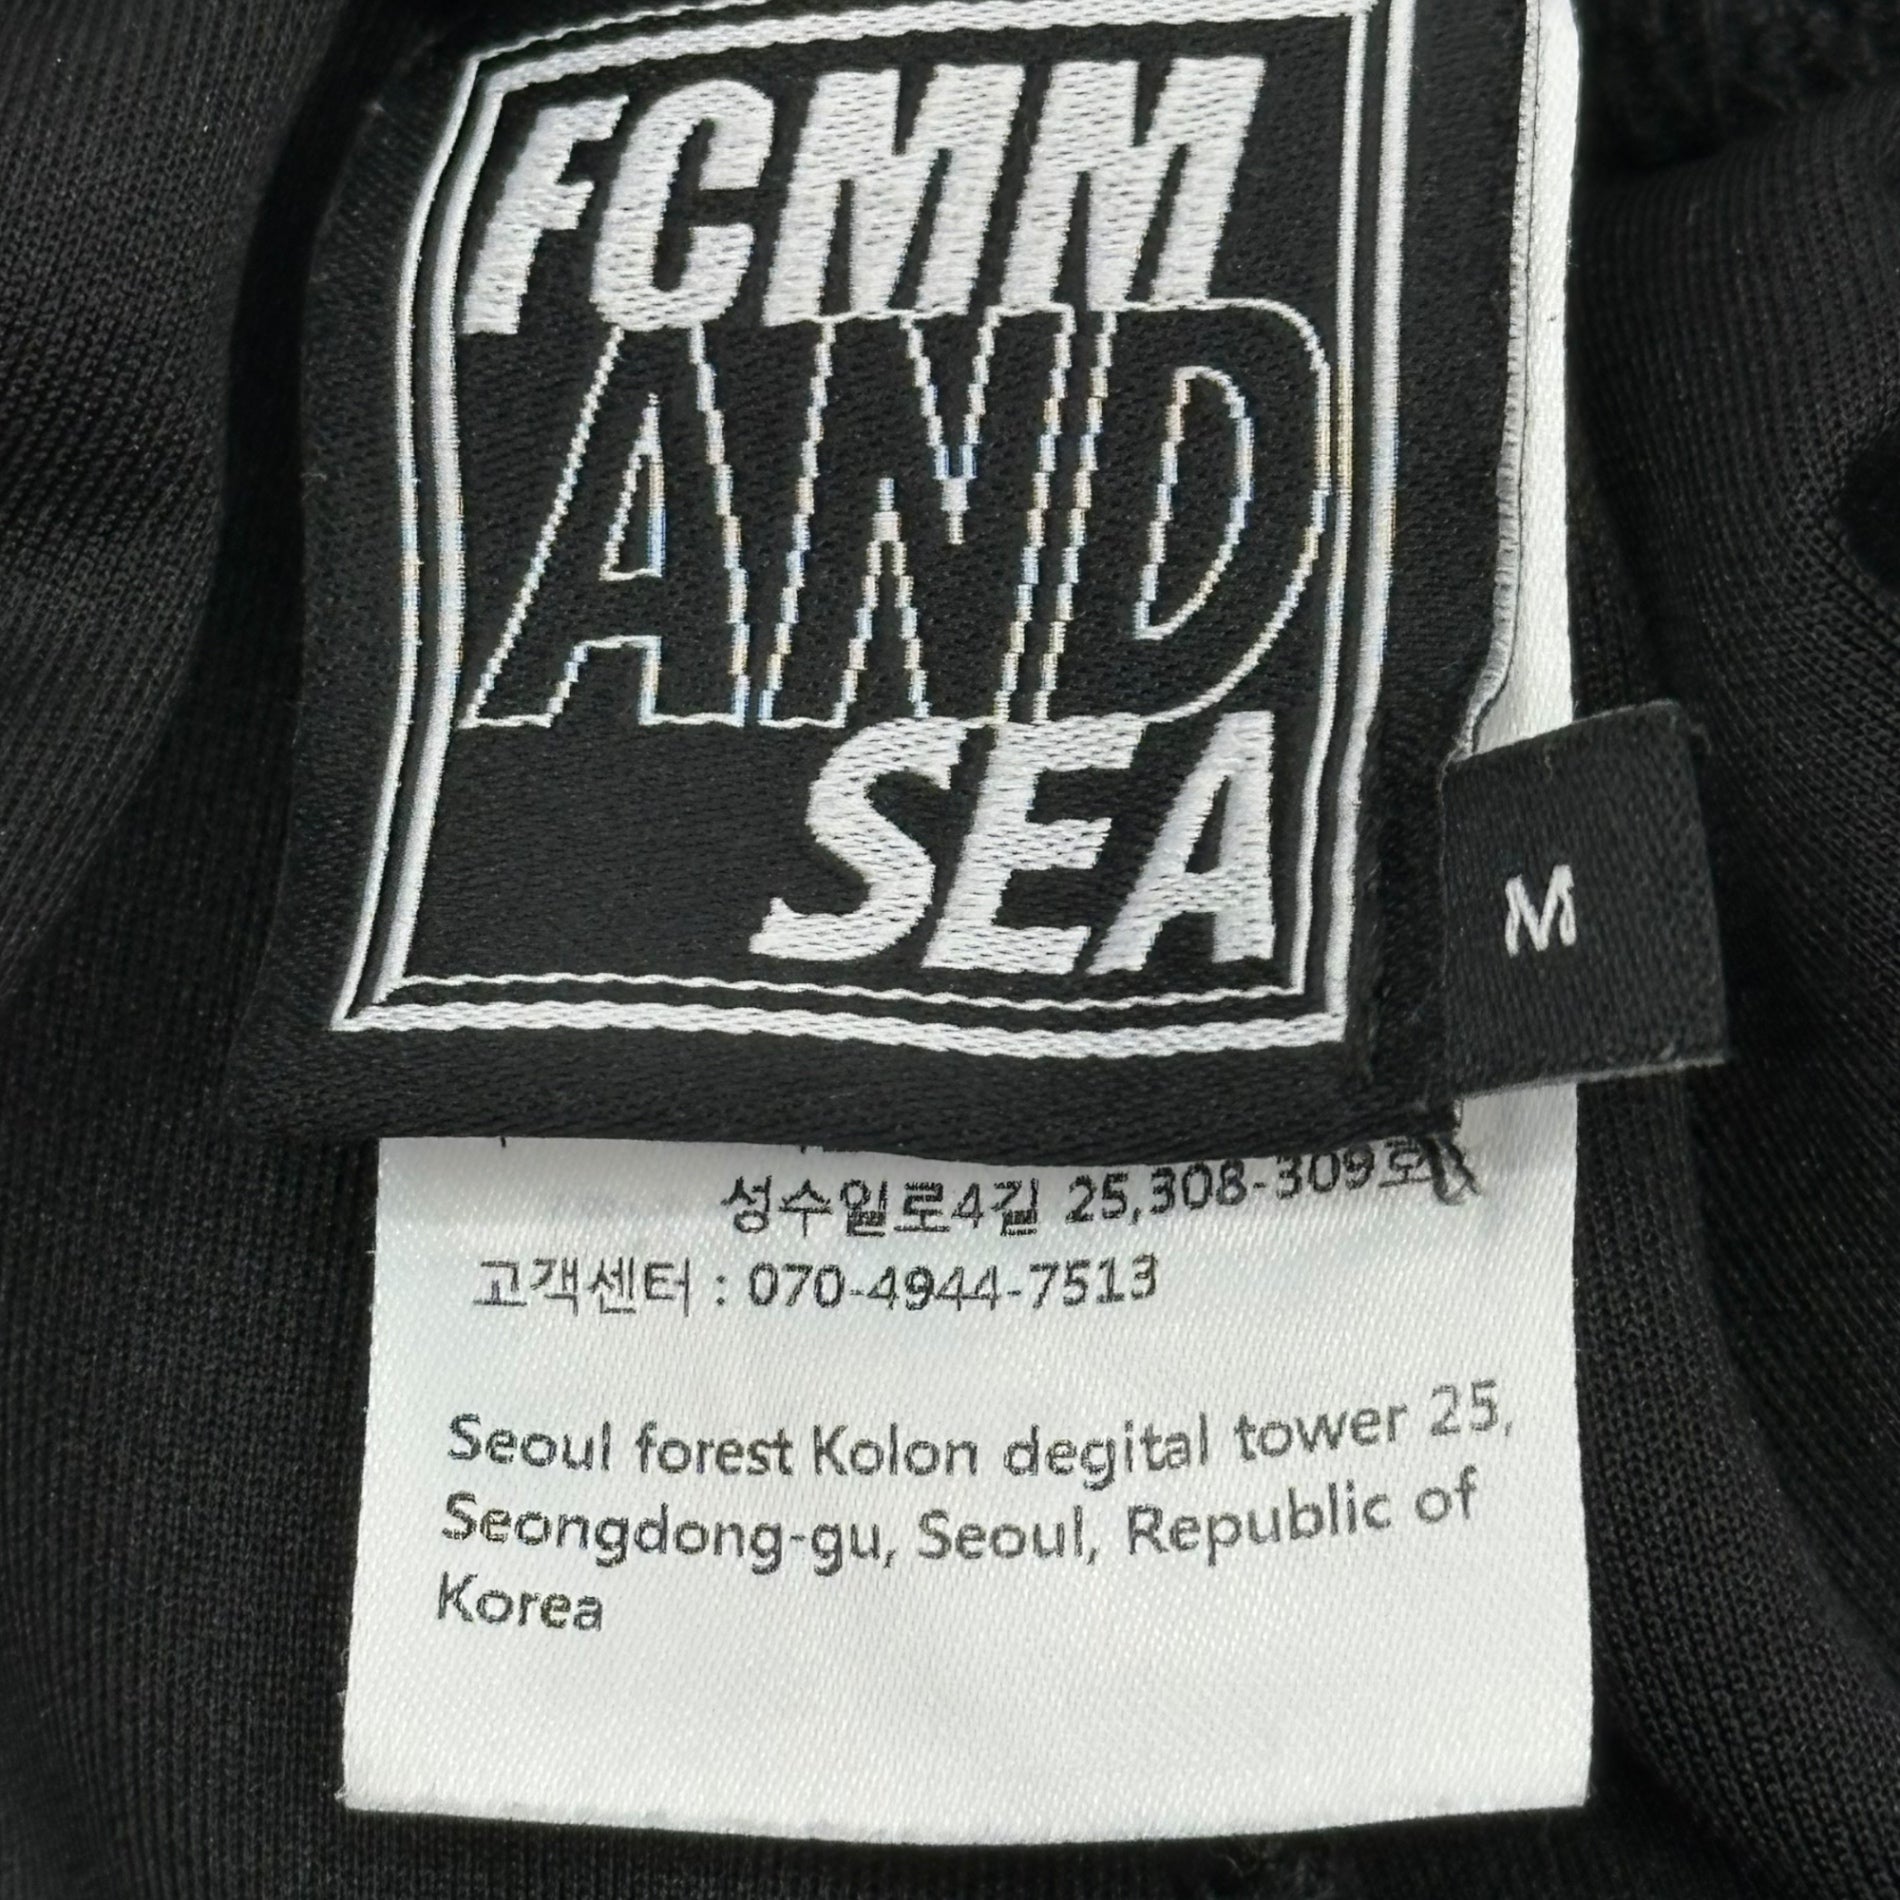 FCMM
AND
SEA
M
성수일로4길 25,308-309호
고객센터 : 070-4944-7513
Seoul forest Kolon degital tower 25,
Seongdong-gu, Seoul, Republic of
Korea